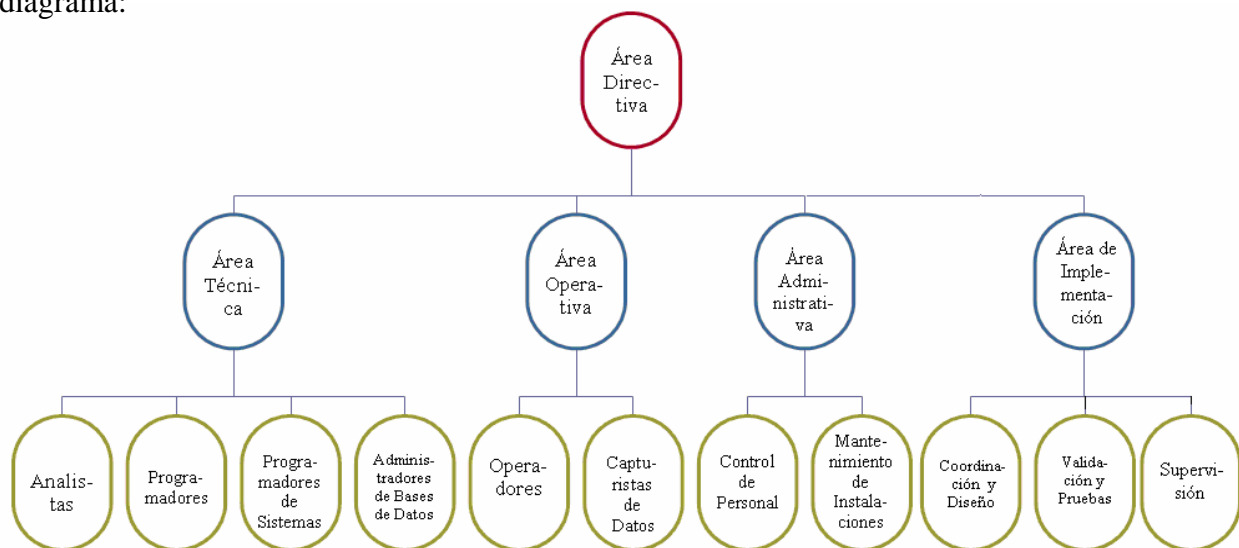 diagrama:
Área
Direc-
tiva
Área
Técni-
ca
Área
Opera-
tiva
Área
Admi-
nistrati-
va
Área de
Imple-
menta-
ción
Analis-
tas
Progra-
madores
Progra-
madores
de
Sistemas
Adminis-
tradores
de Bases
de Datos
Opera-
dores
Captu-
ristas
de
Datos
Control
de
Personal
Mante-
nimiento
de
Instala-
ciones
Coordina-
ción y
Diseño
Valida-
ción y
Pruebas
Supervi-
sión